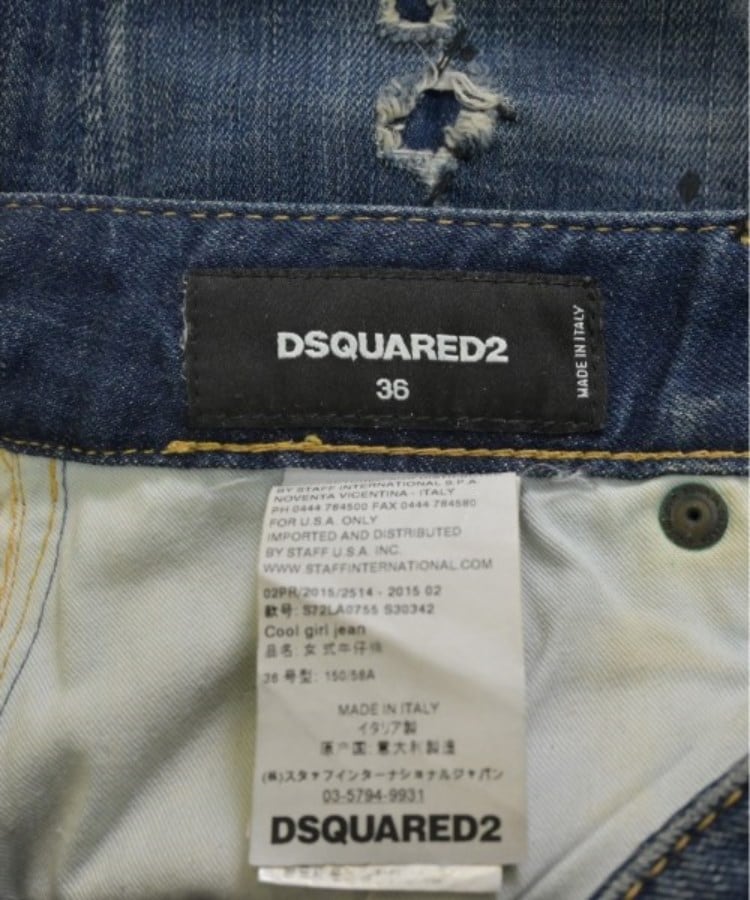 DSQUARED2
36
MADE IN ITALY
BY STAFF INTERNATIONAL S.P.A.
NOVENTA VICENTINA - ITALY
PH 0444 784500 FAX 0444 784580
FOR U.S.A. ONLY
IMPORTED AND DISTRIBUTED
BY STAFF U.S.A. INC.
WWW.STAFFINTERNATIONAL.COM
02PR/2015/2514 - 2015 02
款号: S72LA0755 S30342
Cool girl jean
品名: 女式牛仔裤
36 号型: 150/58A
MADE IN ITALY
イタリア製
原产国: 意大利製造
(株)スタッフインターナショナルジャパン
03-5794-9931
DSQUARED2